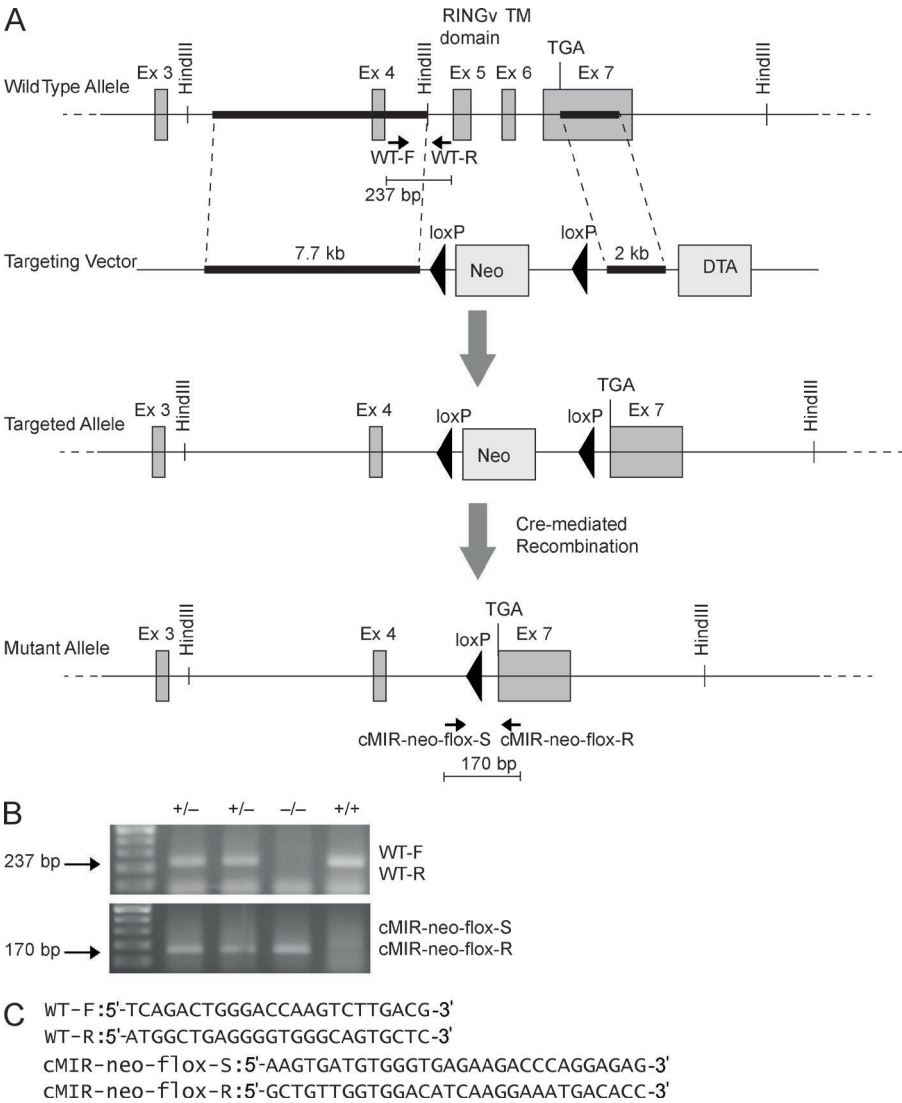 A
RINGv TM
domain
Wild Type Allele
Ex 3
HindIII
Ex 4
HindIII
Ex 5
Ex 6
TGA
Ex 7
HindIII
WT-F
WT-R
237 bp
Targeting Vector
7.7 kb
loxP
Neo
loxP
2 kb
DTA
Targeted Allele
Ex 3
HindIII
Ex 4
loxP
Neo
loxP
TGA
Ex 7
HindIII
Cre-mediated
Recombination
Mutant Allele
Ex 3
HindIII
Ex 4
loxP
TGA
Ex 7
HindIII
cMIR-neo-flox-S
cMIR-neo-flox-R
170 bp
B
+/– +/– –/– +/+
237 bp
WT-F
WT-R
170 bp
cMIR-neo-flox-S
cMIR-neo-flox-R
C
WT-F:5'-TCAGACTGGGACCAAGTCTTGACG-3'
WT-R:5'-ATGGCTGAGGGGTGGGCAGTGCTC-3'
cMIR-neo-flox-S:5'-AAGTGATGTGGGTGAGAAGACCCAGGAGAG-3'
cMIR-neo-flox-R:5'-GCTGTTGGTGGACATCAAGGAAATGACACC-3'